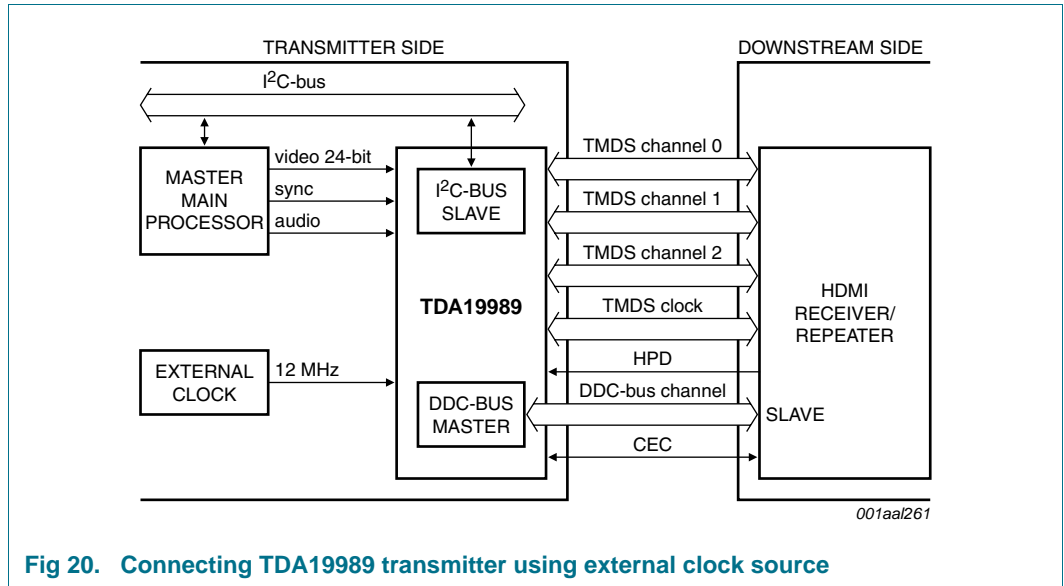 TRANSMITTER SIDE
DOWNSTREAM SIDE
I²C-bus
MASTER
MAIN
PROCESSOR
video 24-bit
sync
audio
I²C-BUS
SLAVE
TDA19989
EXTERNAL
CLOCK
12 MHz
DDC-BUS
MASTER
TMDS channel 0
TMDS channel 1
TMDS channel 2
TMDS clock
HPD
DDC-bus channel
CEC
HDMI
RECEIVER/
REPEATER
SLAVE
001aal261
Fig 20. Connecting TDA19989 transmitter using external clock source